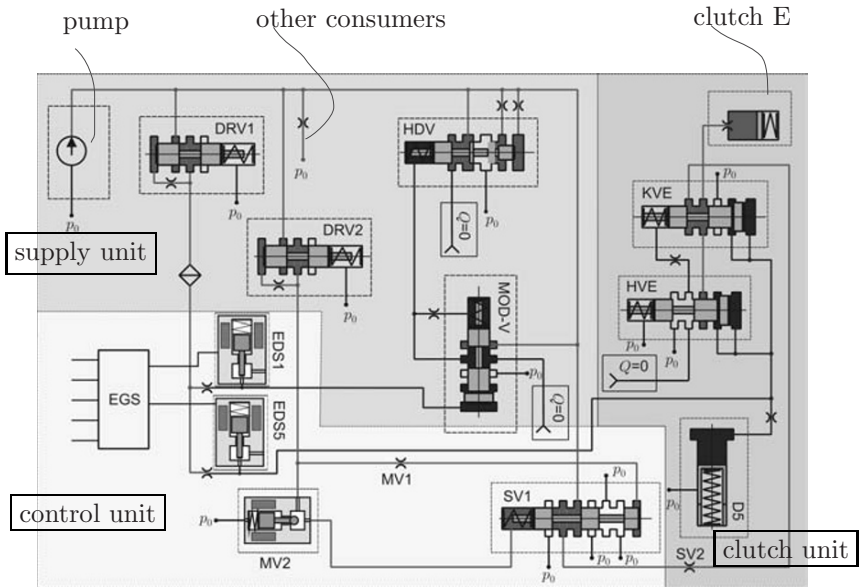 pump
other consumers
clutch E
DRV1
HDV
p₀
p₀
KVE
p₀
p₀
p₀
Q=0
p₀
supply unit
DRV2
HVE
MOD-V
p₀
p₀
p₀
EDS1
Q=0
p₀
EGS
Q=0
EDS5
MV1
p₀
SV1
p₀
D5
control unit
p₀
MV2
p₀
p₀
p₀
SV2
clutch unit